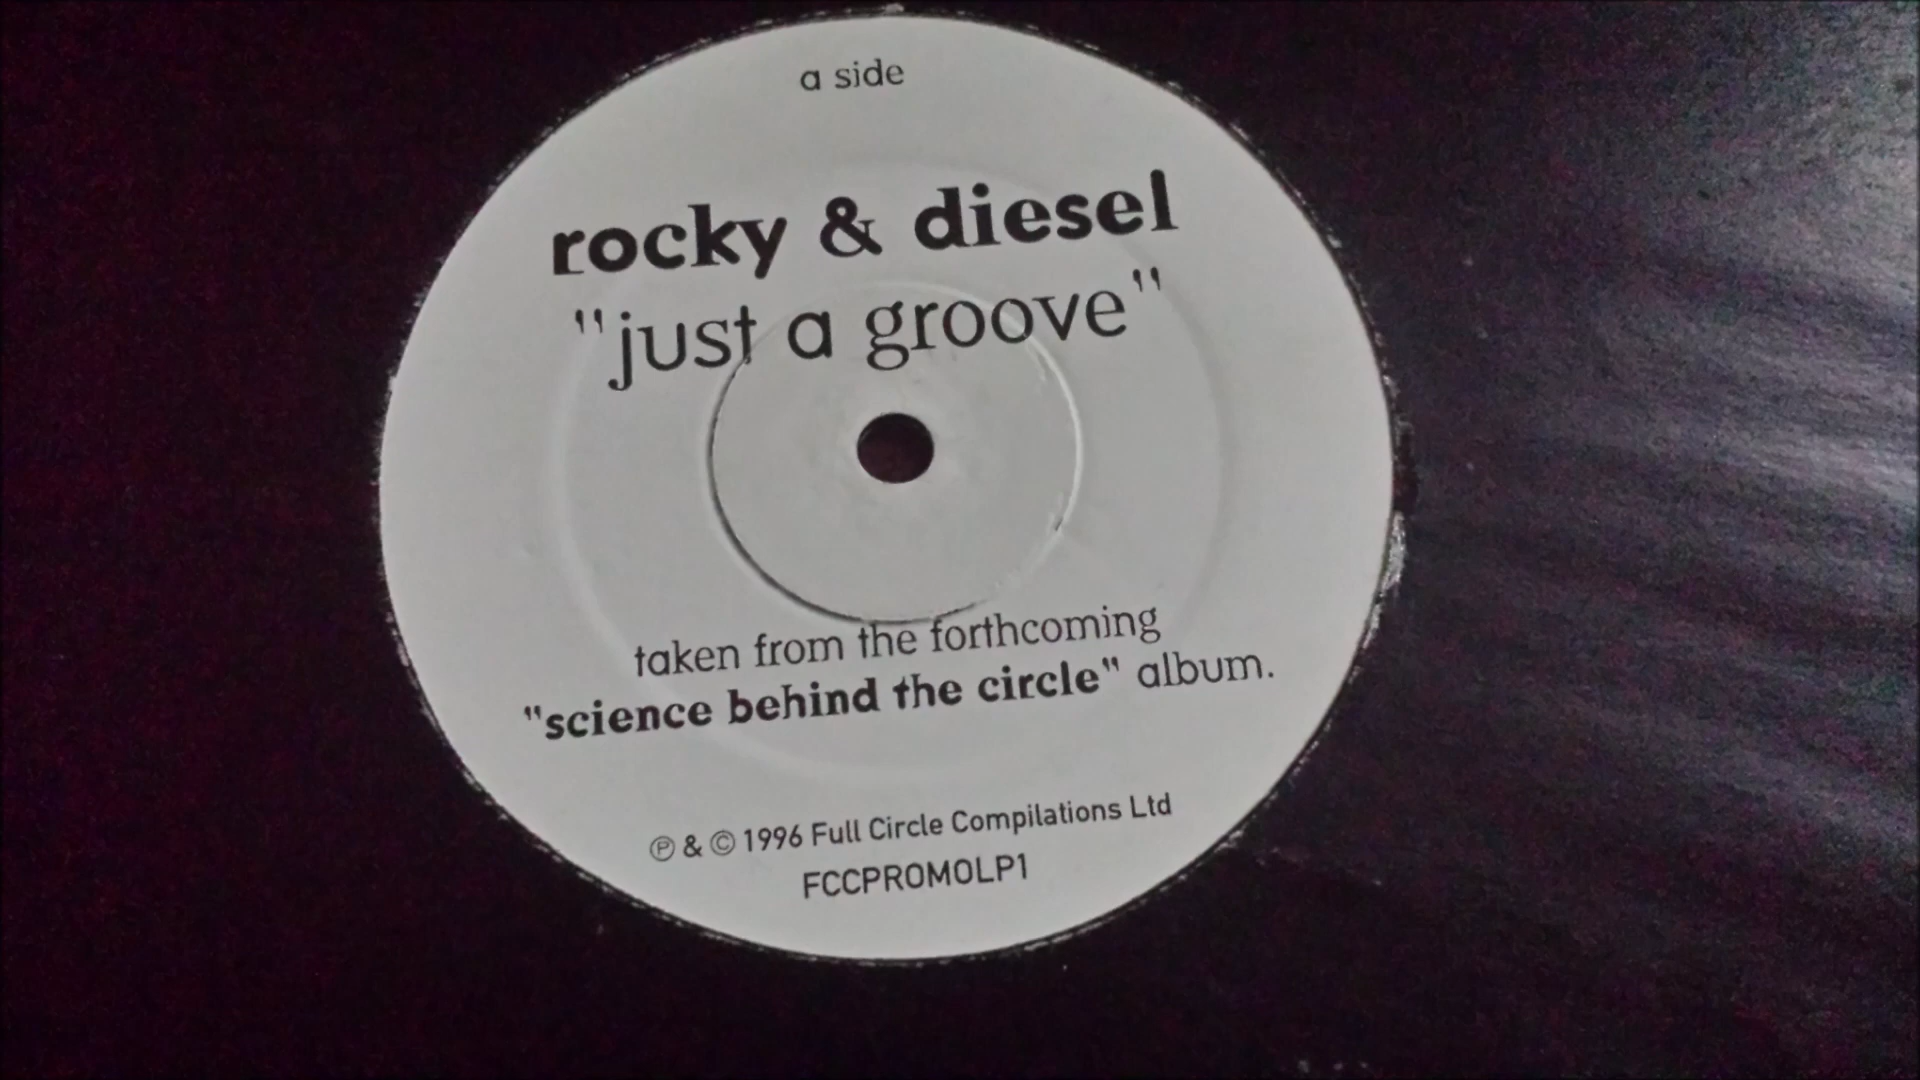 a side
rocky & diesel
"just a groove"
taken from the forthcoming
"science behind the circle" album.
℗ & © 1996 Full Circle Compilations Ltd
FCCPROMOLP1